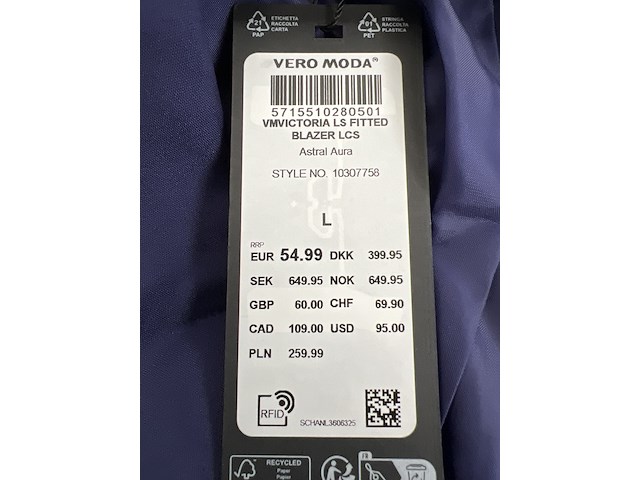 21
PAP
ETICHETTA
RACCOLTA
CARTA
01
PET
STRINGA
RACCOLTA
PLASTICA
VERO MODA®
5715510280501
VMVICTORIA LS FITTED
BLAZER LCS
Astral Aura
STYLE NO. 10307758
L
RRP
EUR 54.99 DKK 399.95
SEK 649.95 NOK 649.95
GBP 60.00 CHF 69.90
CAD 109.00 USD 95.00
PLN 259.99
RFID
SCHANL3606325
RECYCLED
Paper
Papier
FR